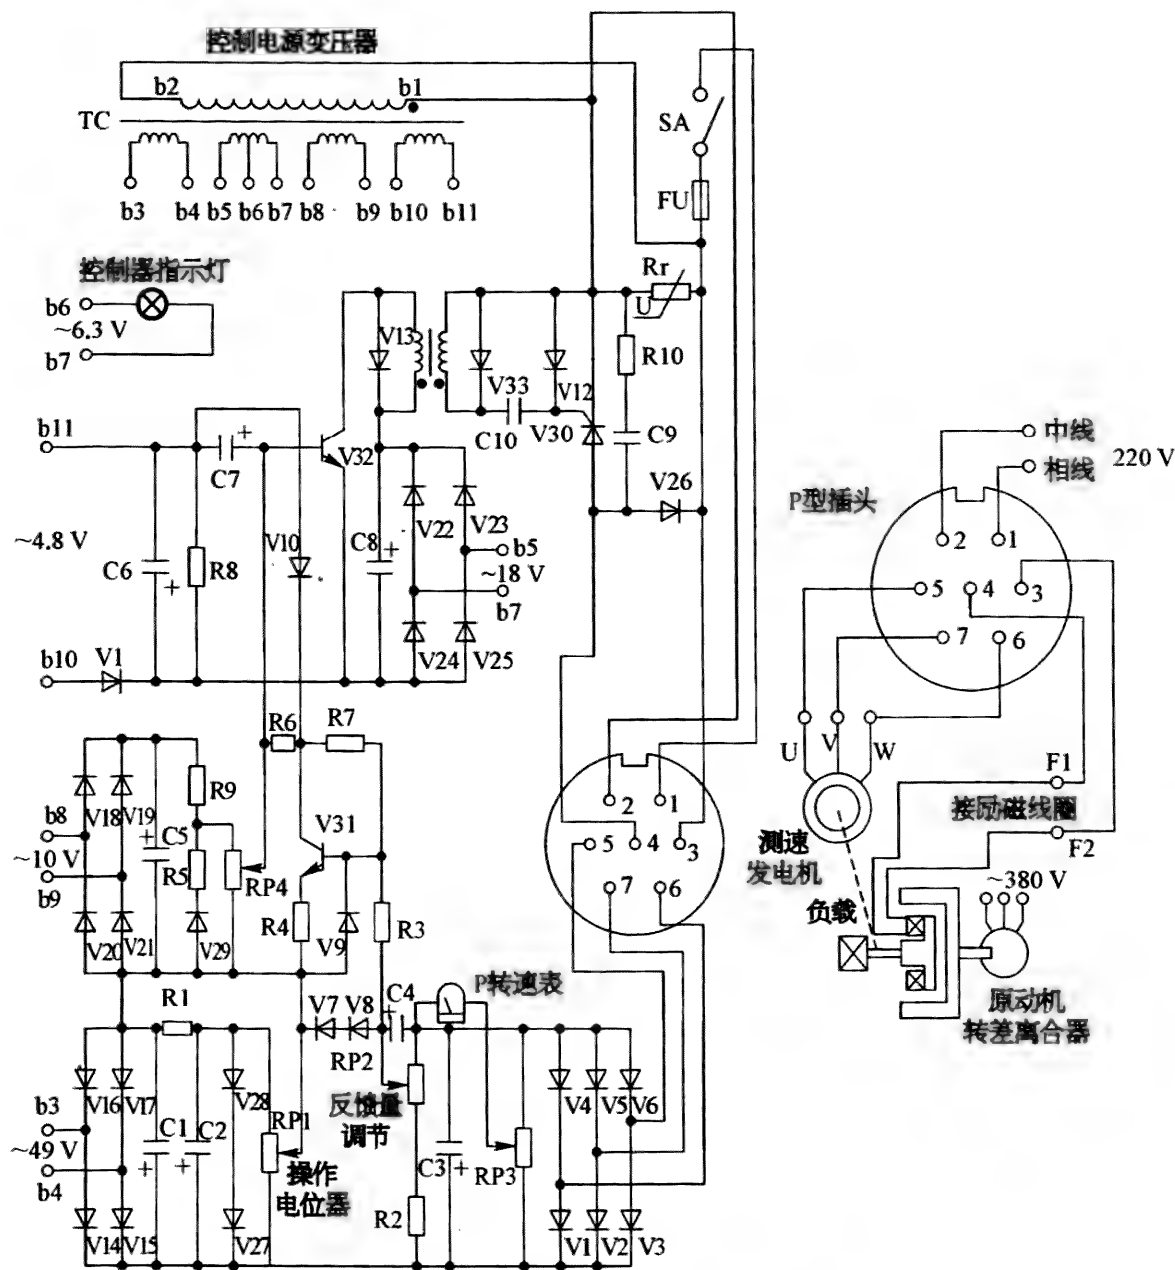 控制电源变压器
b2
b1
TC
b3
b4
b5
b6
b7
b8
b9
b10
b11
SA
FU
控制器指示灯
b6
~6.3 V
b7
Rr
U
V13
V33
V12
R10
C10
V30
C9
b11
C7
V32
V26
~4.8 V
C6
R8
V10
C8
V22
V23
b5
~18 V
b7
V24
V25
b10
V1
P型插头
中线
相线
220 V
2
1
5
4
3
7
6
U
V
W
F1
接励磁线圈
F2
测速
发电机
~380 V
负载
原动机
转差离合器
R6
R7
b8
V18
V19
C5
R9
~10 V
R5
RP4
b9
V20
V21
V29
V31
R4
V9
R3
2
1
5
4
3
7
6
R1
V7
V8
C4
P转速表
RP2
反馈量
调节
b3
V16
V17
V28
RP1
~49 V
C1
C2
操作
电位器
b4
V14
V15
V27
C3
RP3
R2
V4
V5
V6
V1
V2
V3